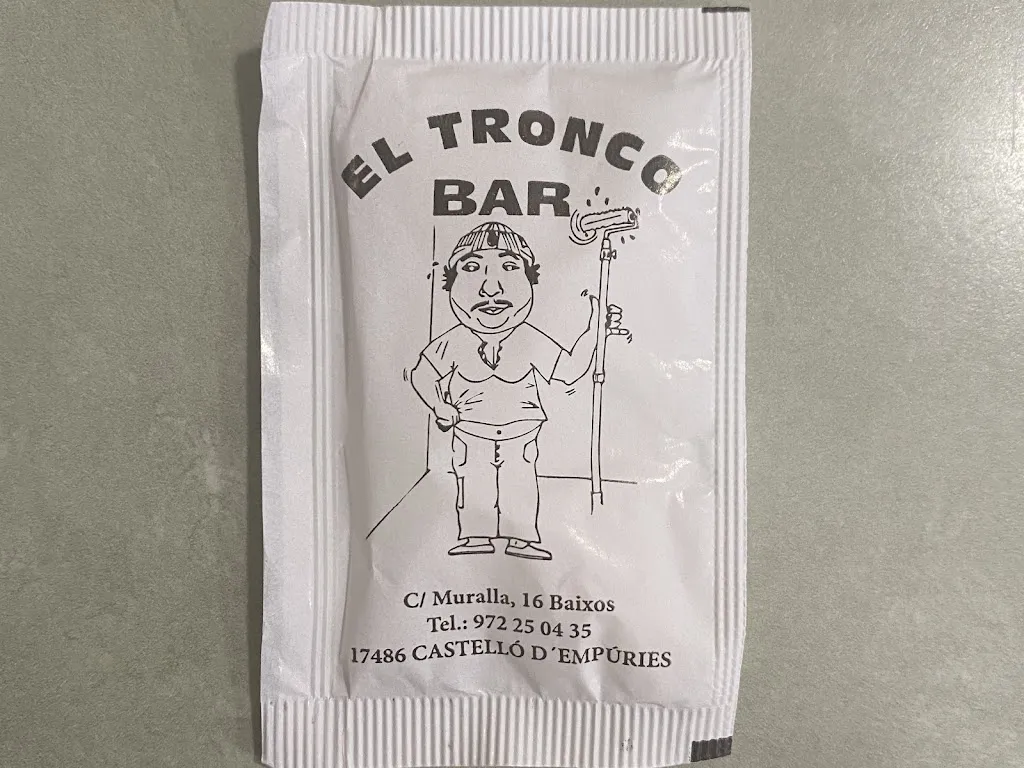 EL TRONCO
BAR
C/ Muralla, 16 Baixos
Tel.: 972 25 04 35
17486 CASTELLÓ D´EMPÚRIES